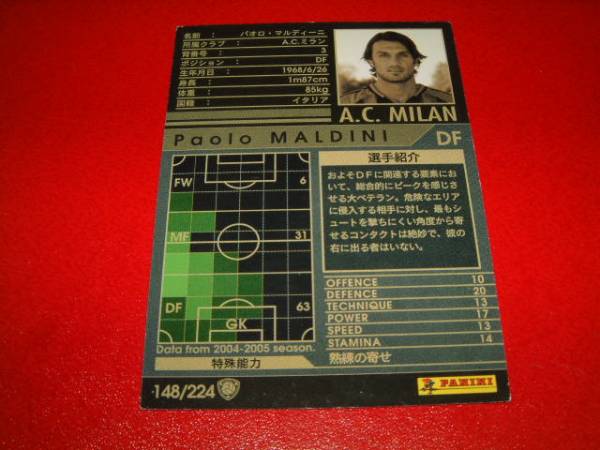 名前： パオロ・マルディーニ
所属クラブ： A.C.ミラン
背番号： 3
ポジション： DF
生年月日： 1968/6/26
身長： 1m87cm
体重： 85kg
国籍： イタリア
A.C. MILAN
Paolo MALDINI DF
FW 6
MF 31
DF 63
GK
Data from 2004-2005 season.
特殊能力
148/224
選手紹介
およそDFに関連する要素に
おいて、総合的にピークを感じさ
せる大ベテラン。危険なエリア
に侵入する相手に対し、最もシ
ュートを撃ちにくい角度から寄
せるコンタクトは絶妙で、彼の
右に出る者はいない。
OFFENCE 10
DEFENCE 20
TECHNIQUE 13
POWER 17
SPEED 13
STAMINA 14
熟練の寄せ
PANINI